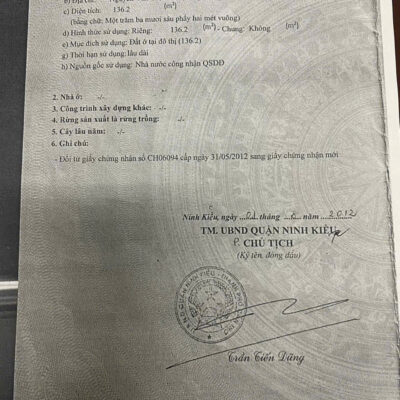 b) Địa chỉ:
c) Diện tích: 136.2 (m²)
(bằng chữ: Một trăm ba mươi sáu phẩy hai mét vuông)
d) Hình thức sử dụng: Riêng: 136.2 (m²) - Chung: Không (m²)
e) Mục đích sử dụng: Đất ở tại đô thị (136.2)
g) Thời hạn sử dụng: lâu dài
h) Nguồn gốc sử dụng: Nhà nước công nhận QSDĐ
2. Nhà ở: -/-
3. Công trình xây dựng khác: -/-
4. Rừng sản xuất là rừng trồng: -/-
5. Cây lâu năm: -/-
6. Ghi chú:
- Đổi từ giấy chứng nhận số CH06094 cấp ngày 31/05/2012 sang giấy chứng nhận mới
Ninh Kiều, ngày tháng năm 2012
TM. UBND QUẬN NINH KIỀU
P. CHỦ TỊCH
(Ký tên, đóng dấu)
Trần Tiến Dũng